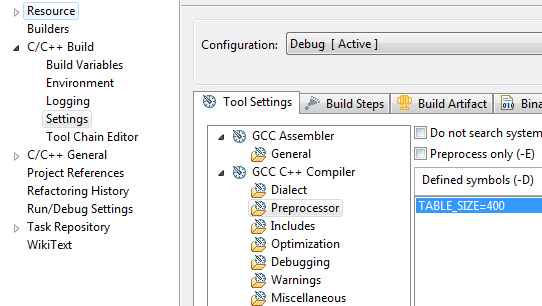 Resource
Builders
C/C++ Build
Build Variables
Environment
Logging
Settings
Tool Chain Editor
C/C++ General
Project References
Refactoring History
Run/Debug Settings
Task Repository
WikiText
Configuration:
Debug [ Active ]
Tool Settings
Build Steps
Build Artifact
Bina
GCC Assembler
General
GCC C++ Compiler
Dialect
Preprocessor
Includes
Optimization
Debugging
Warnings
Miscellaneous
Do not search system
Preprocess only (-E)
Defined symbols (-D)
TABLE_SIZE=400